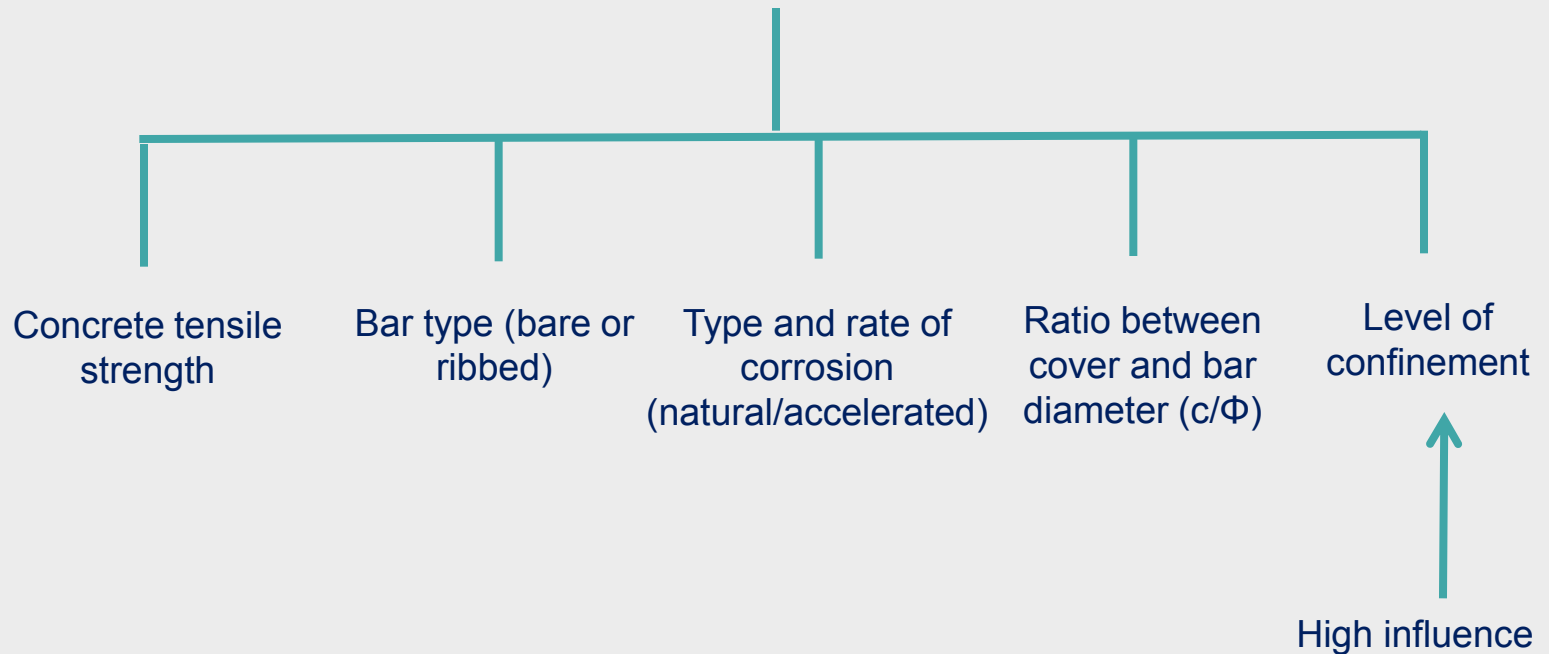 Concrete tensile
strength
Bar type (bare or
ribbed)
Type and rate of
corrosion
(natural/accelerated)
Ratio between
cover and bar
diameter (c/Φ)
Level of
confinement
High influence